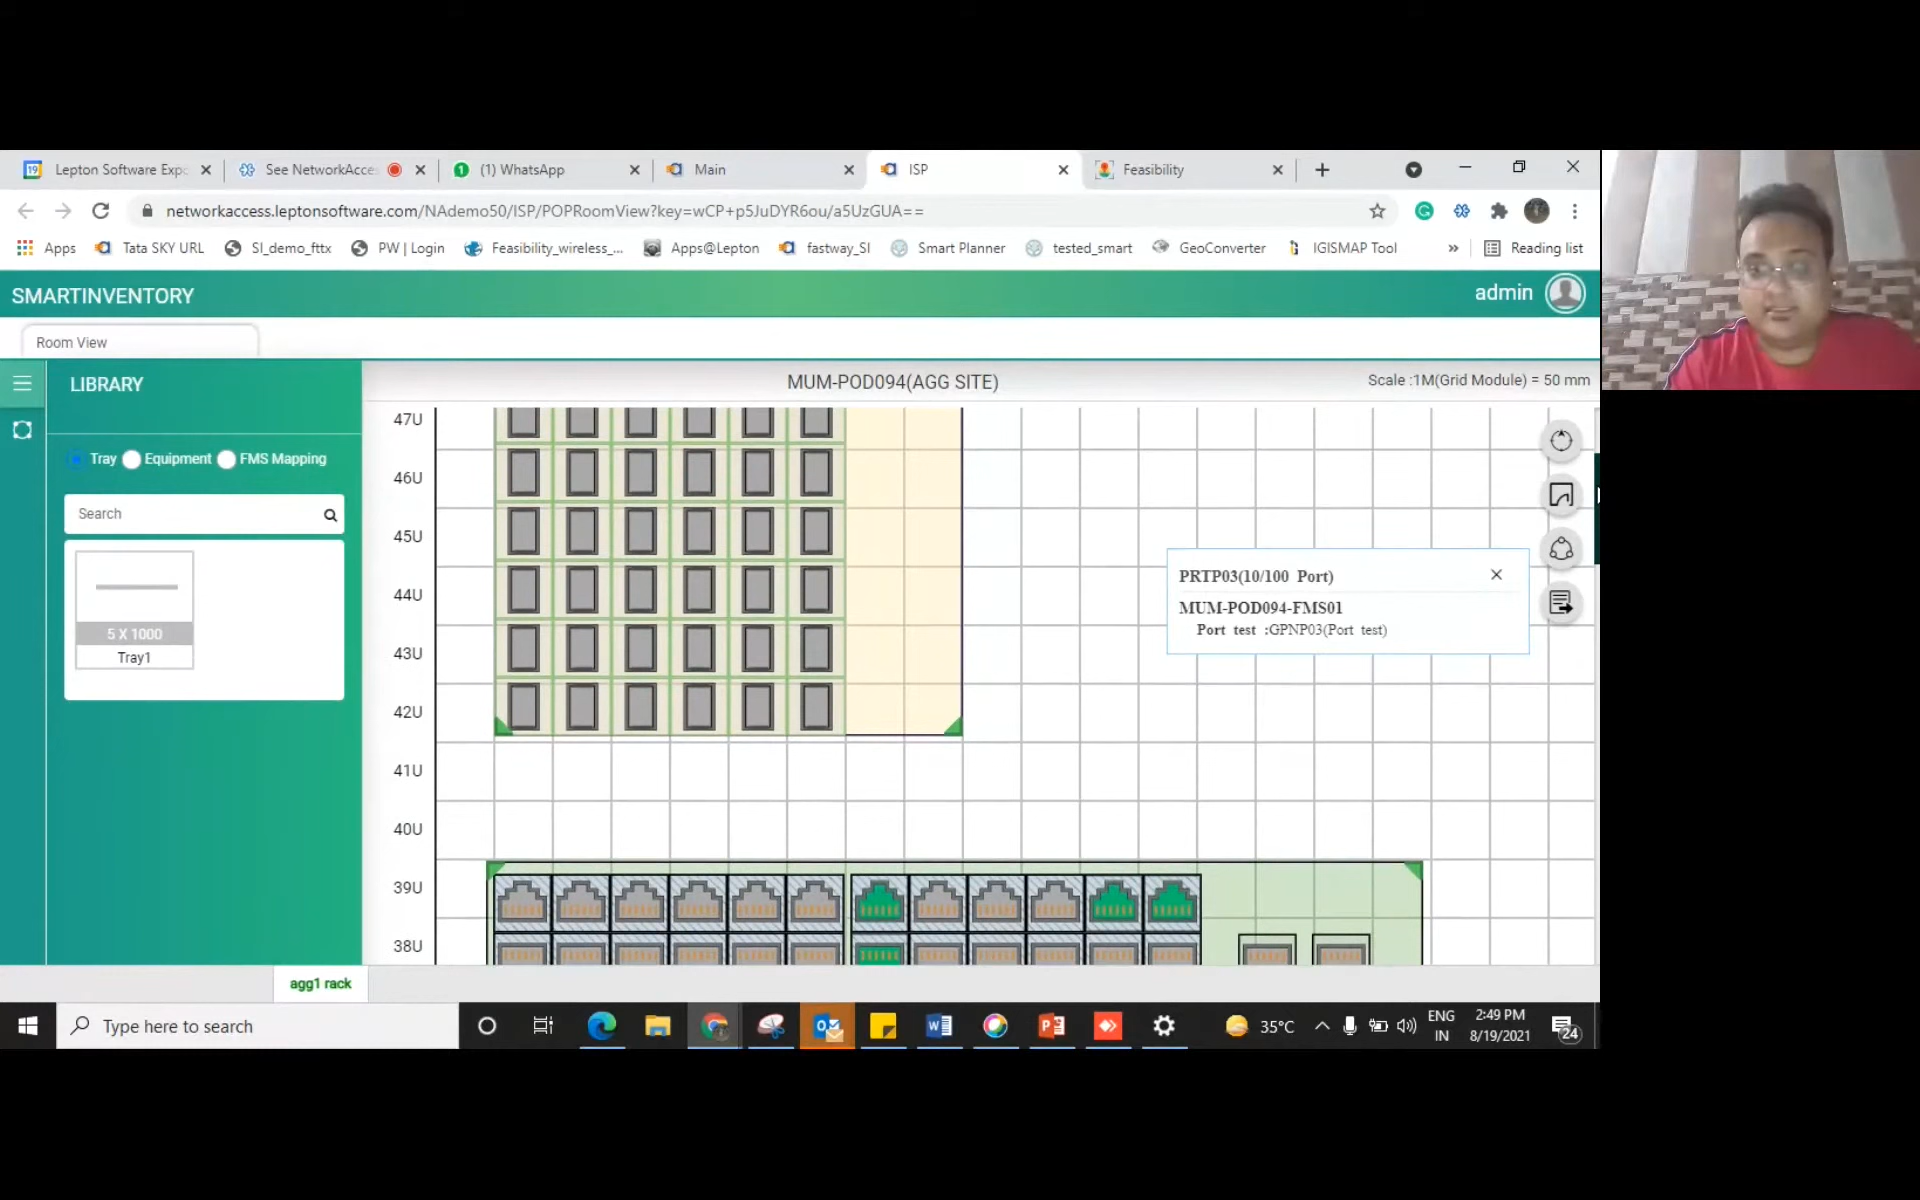 Lepton Software Expo
See NetworkAcces
(1) WhatsApp
Main
ISP
Feasibility
networkaccess.leptonsoftware.com/NAdemo50/ISP/POPRoomView?key=wCP+p5JuDYR6ou/a5UzGUA==
Apps
Tata SKY URL
SI_demo_fttx
PW | Login
Feasibility_wireless_...
Apps@Lepton
fastway_SI
Smart Planner
tested_smart
GeoConverter
IGISMAP Tool
»
Reading list
SMARTINVENTORY
admin
Room View
LIBRARY
MUM-POD094(AGG SITE)
Scale :1M(Grid Module) = 50 mm
Tray
Equipment
FMS Mapping
Search
5 X 1000
Tray1
47U
46U
45U
44U
43U
42U
41U
40U
39U
38U
PRTP03(10/100 Port)
MUM-POD094-FMS01
Port test :GPNP03(Port test)
agg1 rack
Type here to search
35°C
ENG
IN
2:49 PM
8/19/2021
24